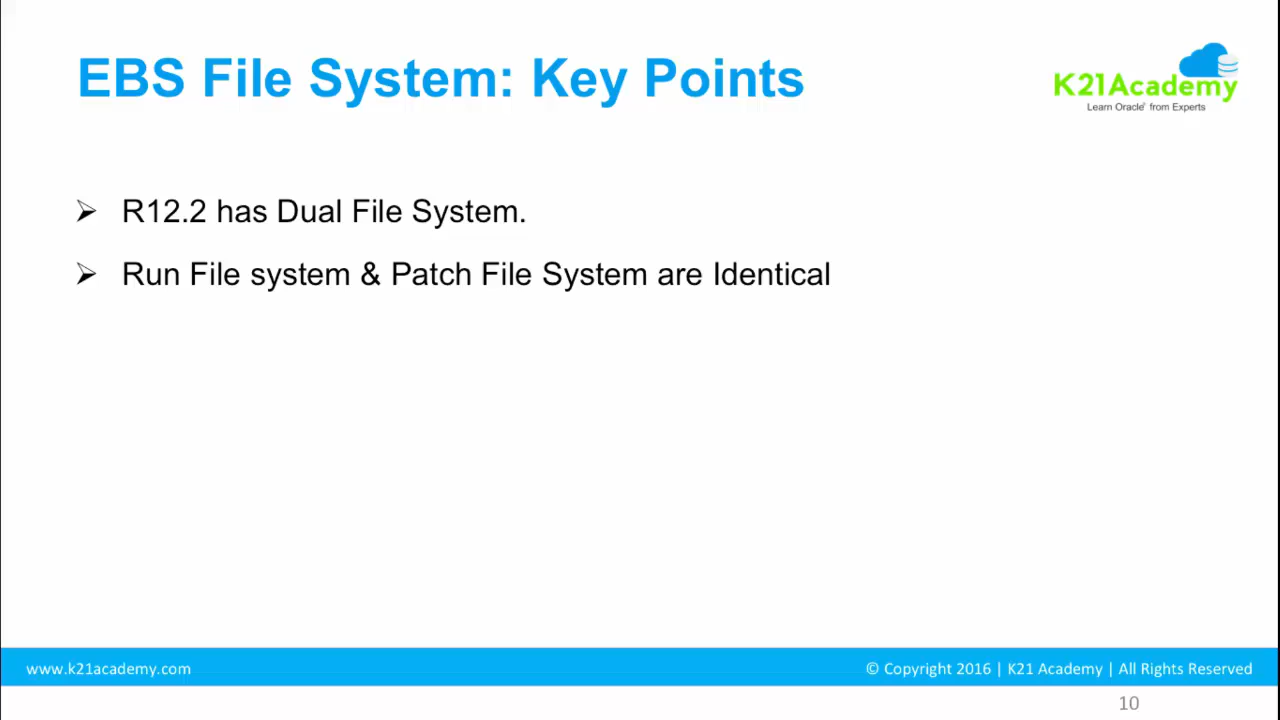 EBS File System: Key Points
K21Academy
Learn Oracle® from Experts
➢ R12.2 has Dual File System.
➢ Run File system & Patch File System are Identical
www.k21academy.com
© Copyright 2016 | K21 Academy | All Rights Reserved
10